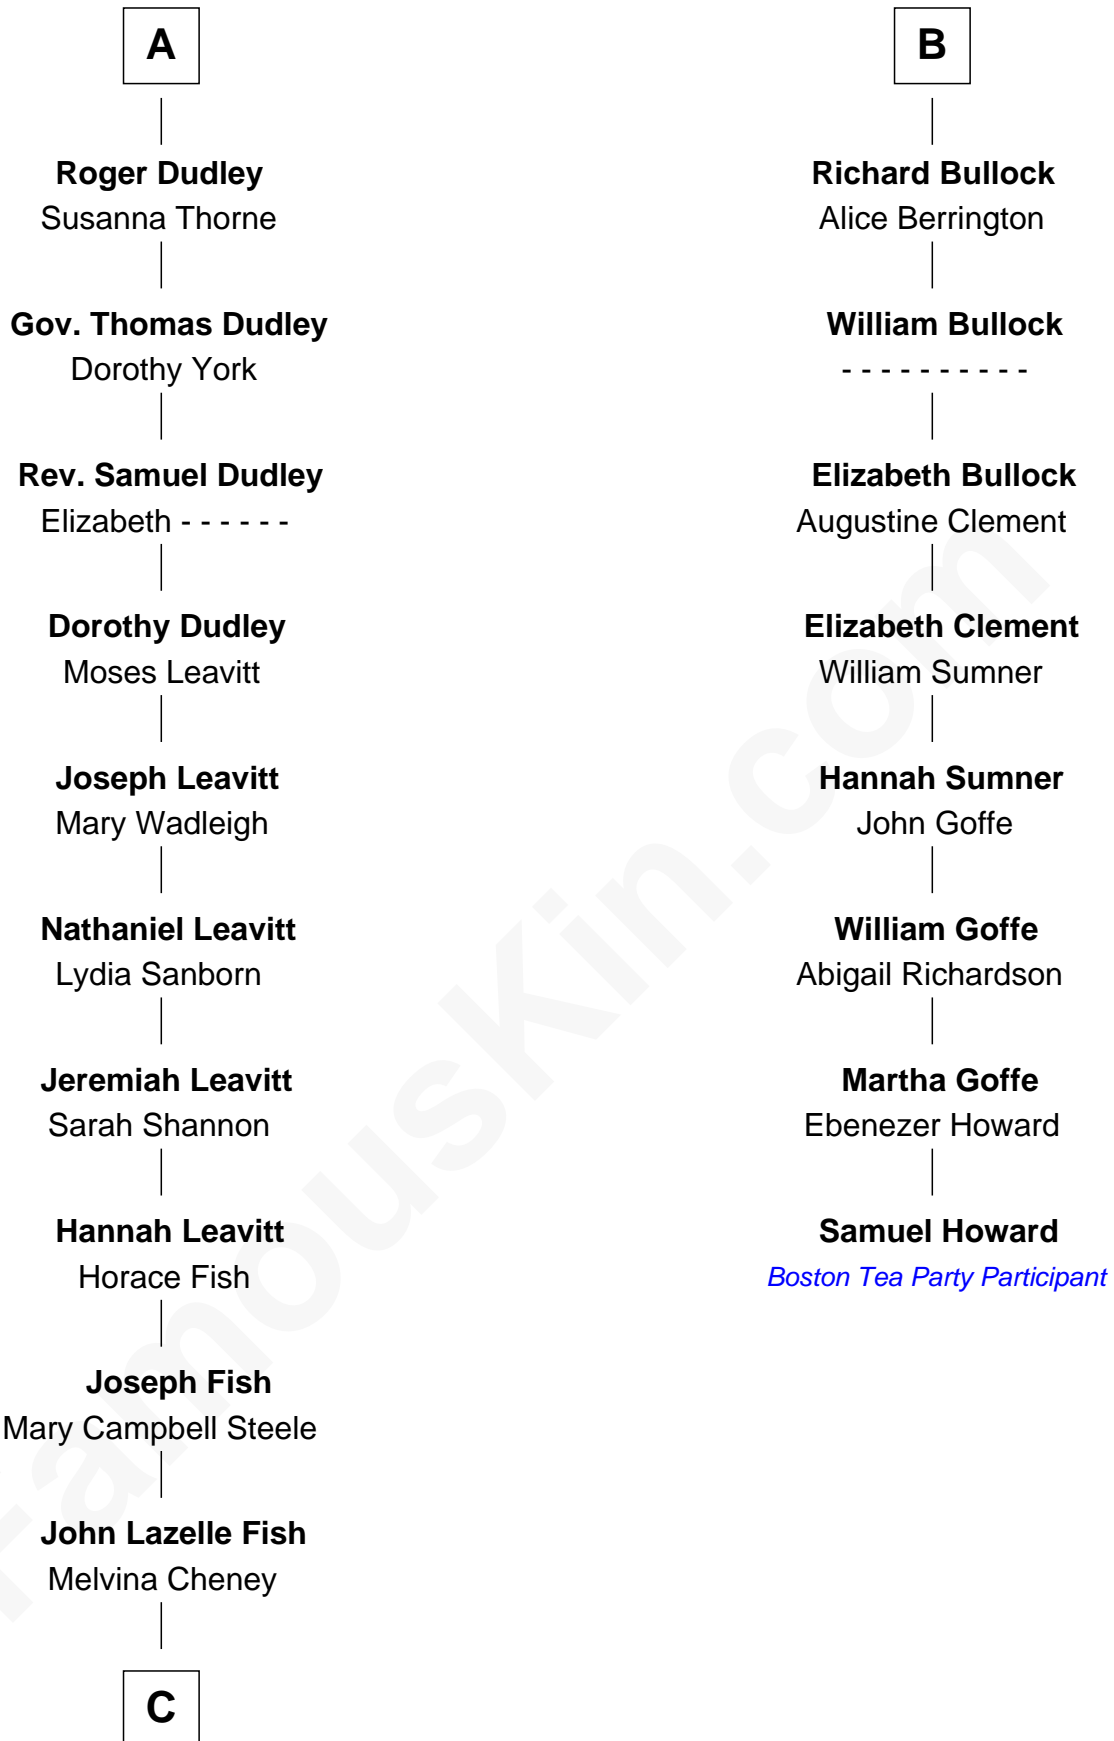 A
Roger Dudley
Susanna Thorne
Gov. Thomas Dudley
Dorothy York
Rev. Samuel Dudley
Elizabeth - - - - - -
Dorothy Dudley
Moses Leavitt
Joseph Leavitt
Mary Wadleigh
Nathaniel Leavitt
Lydia Sanborn
Jeremiah Leavitt
Sarah Shannon
Hannah Leavitt
Horace Fish
Joseph Fish
Mary Campbell Steele
John Lazelle Fish
Melvina Cheney
C
B
Richard Bullock
Alice Berrington
William Bullock
- - - - - - - - - -
Elizabeth Bullock
Augustine Clement
Elizabeth Clement
William Sumner
Hannah Sumner
John Goffe
William Goffe
Abigail Richardson
Martha Goffe
Ebenezer Howard
Samuel Howard
Boston Tea Party Participant
FamousKin.com